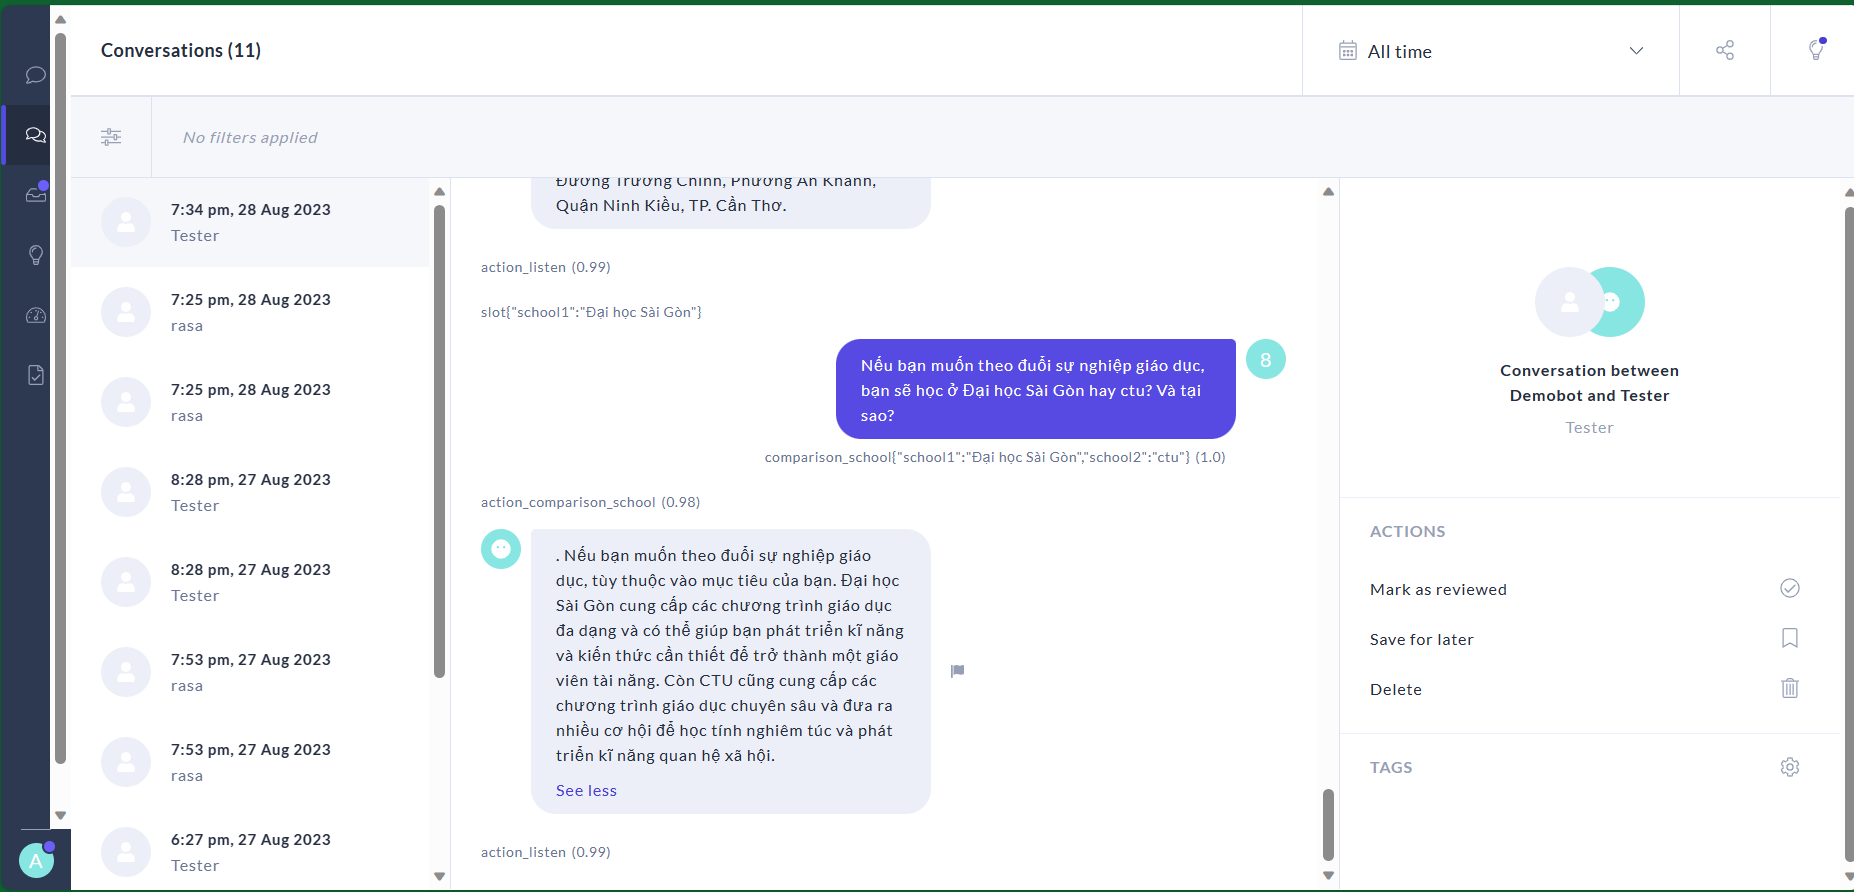 Conversations (11)
All time
No filters applied
7:34 pm, 28 Aug 2023
Tester
7:25 pm, 28 Aug 2023
rasa
7:25 pm, 28 Aug 2023
rasa
8:28 pm, 27 Aug 2023
Tester
8:28 pm, 27 Aug 2023
Tester
7:53 pm, 27 Aug 2023
rasa
7:53 pm, 27 Aug 2023
rasa
6:27 pm, 27 Aug 2023
Tester
A
Đường Trường Chinh, Phường An Khánh,
Quận Ninh Kiều, TP. Cần Thơ.
action_listen (0.99)
slot{"school1":"Đại học Sài Gòn"}
Nếu bạn muốn theo đuổi sự nghiệp giáo dục,
bạn sẽ học ở Đại học Sài Gòn hay ctu? Và tại
sao?
8
comparison_school{"school1":"Đại học Sài Gòn","school2":"ctu"} (1.0)
action_comparison_school (0.98)
. Nếu bạn muốn theo đuổi sự nghiệp giáo
dục, tùy thuộc vào mục tiêu của bạn. Đại học
Sài Gòn cung cấp các chương trình giáo dục
đa dạng và có thể giúp bạn phát triển kĩ năng
và kiến thức cần thiết để trở thành một giáo
viên tài năng. Còn CTU cũng cung cấp các
chương trình giáo dục chuyên sâu và đưa ra
nhiều cơ hội để học tính nghiêm túc và phát
triển kĩ năng quan hệ xã hội.
See less
action_listen (0.99)
Conversation between
Demobot and Tester
Tester
ACTIONS
Mark as reviewed
Save for later
Delete
TAGS